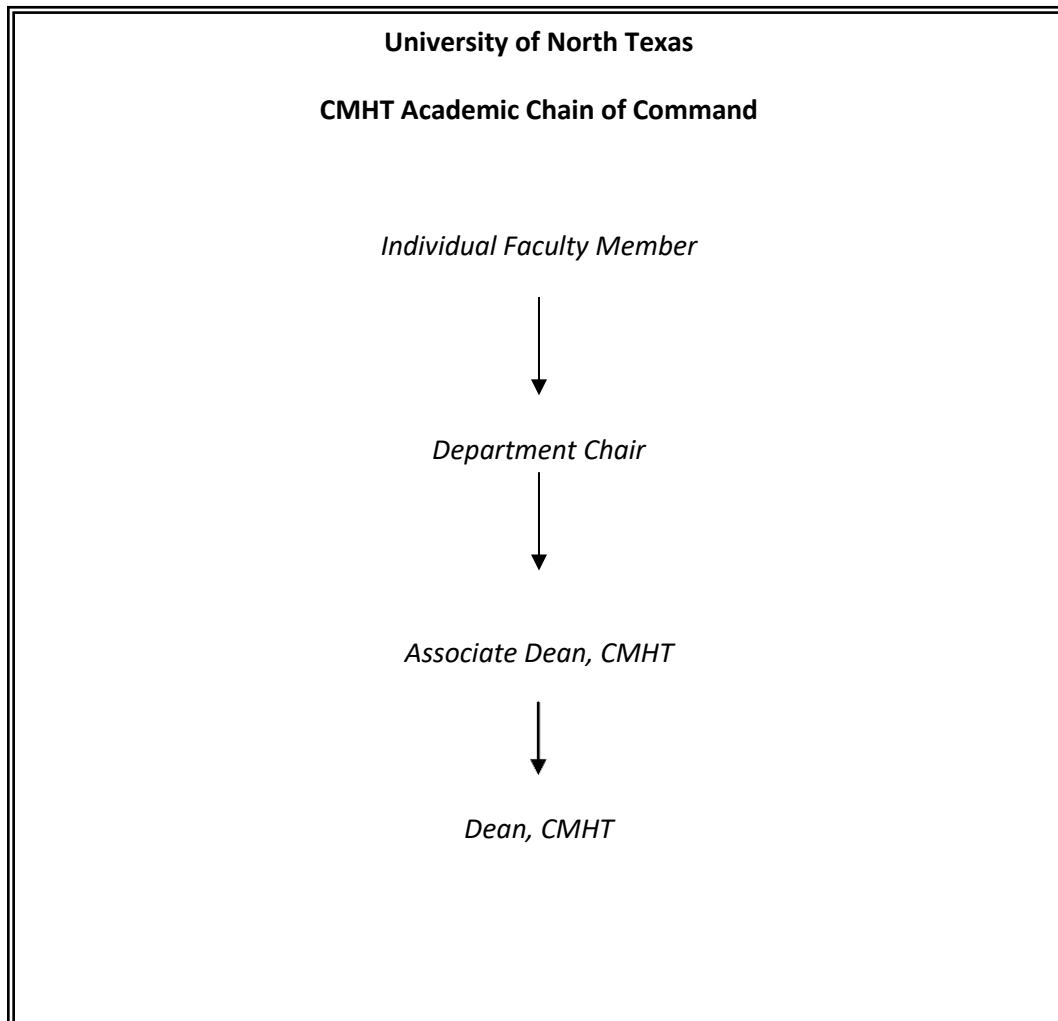 University of North Texas
CMHT Academic Chain of Command
Individual Faculty Member
Department Chair
Associate Dean, CMHT
Dean, CMHT